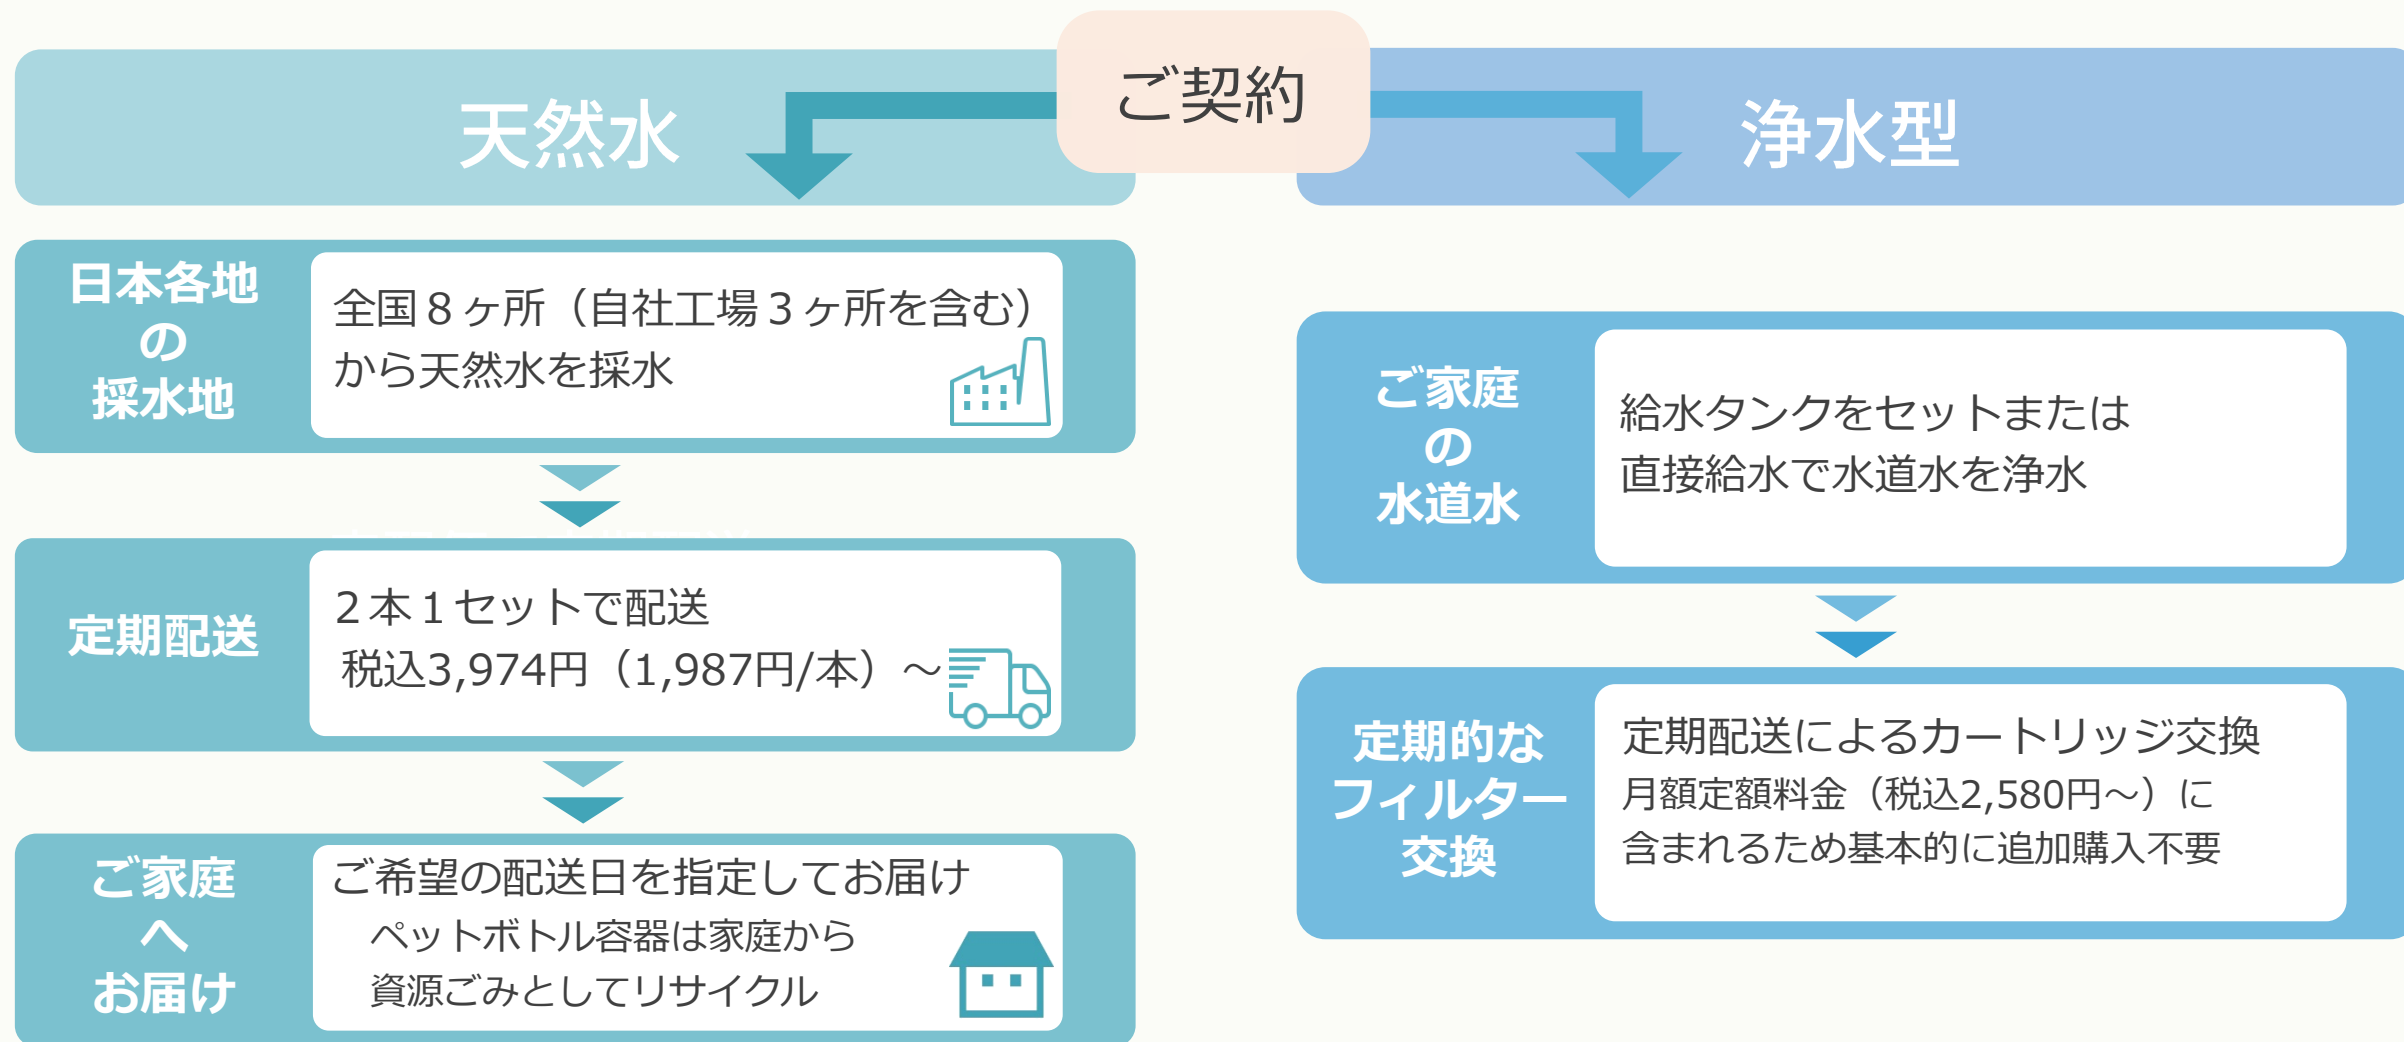 ご契約
天然水
日本各地
の
採水地
全国８ヶ所（自社工場３ヶ所を含む）
から天然水を採水
定期配送
２本１セットで配送
税込3,974円（1,987円/本）～
ご家庭
へ
お届け
ご希望の配送日を指定してお届け
ペットボトル容器は家庭から
資源ごみとしてリサイクル
浄水型
ご家庭
の
水道水
給水タンクをセットまたは
直接給水で水道水を浄水
定期的な
フィルター
交換
定期配送によるカートリッジ交換
月額定額料金（税込2,580円～）に
含まれるため基本的に追加購入不要